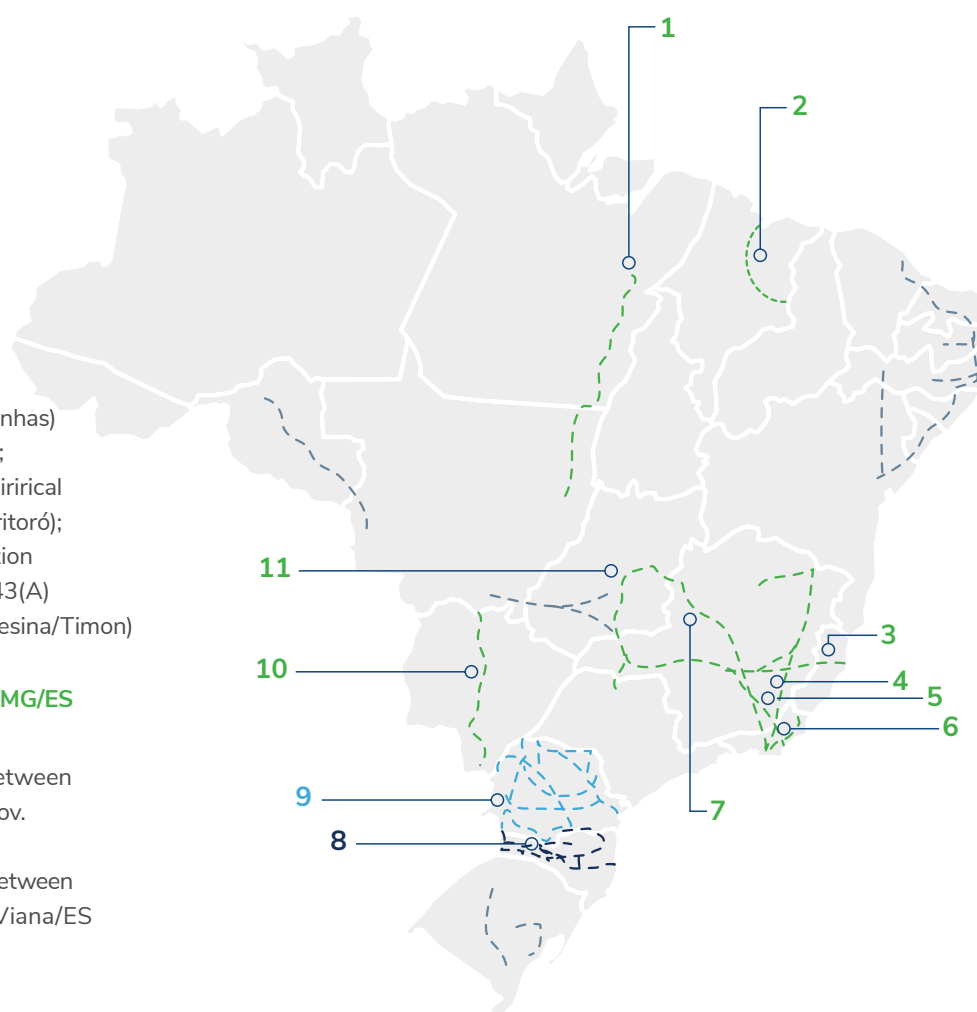 1
2
nhas)
;
irirical
ritoró);
tion
43(A)
esina/Timon)
MG/ES
etween
ov.
etween
Viana/ES
11
10
9
8
3
4
5
6
7